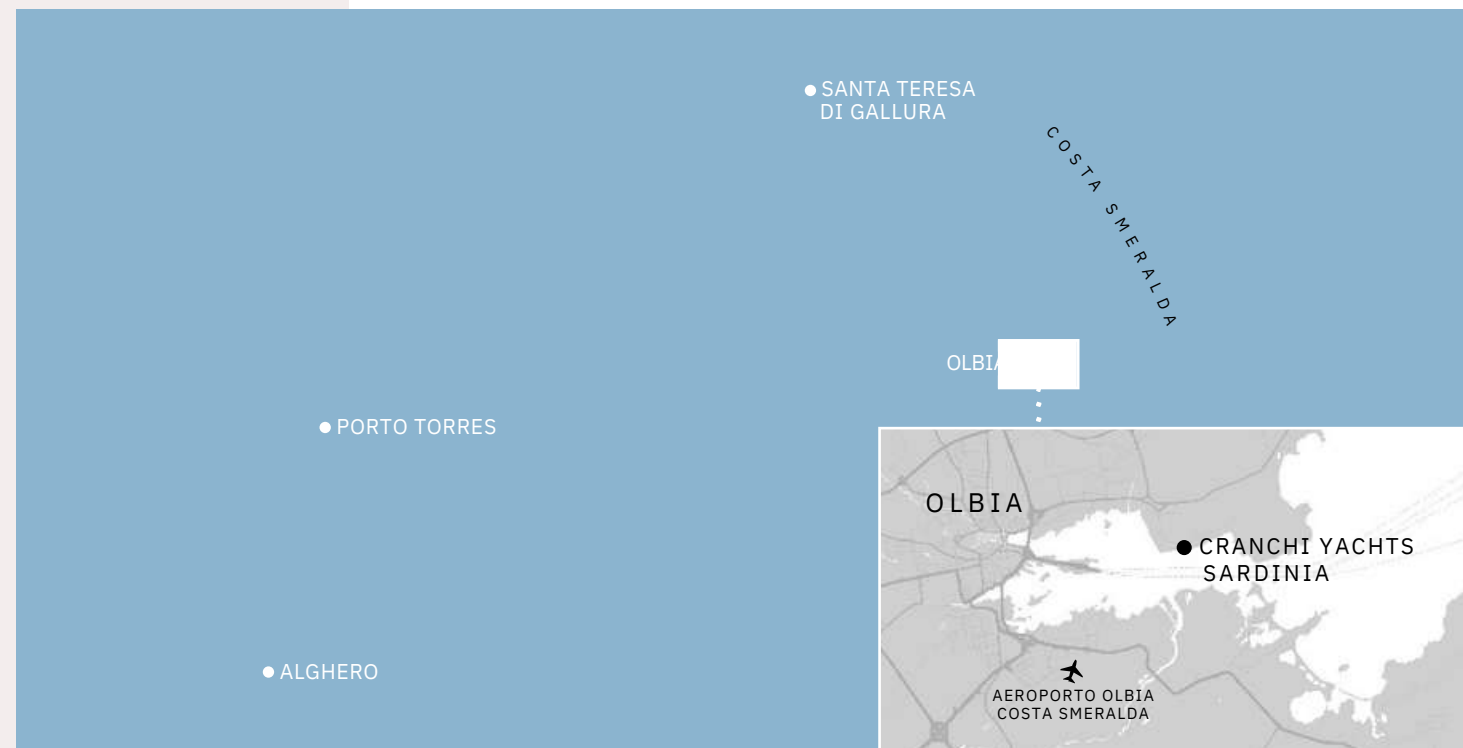 SANTA TERESA
DI GALLURA
COSTA SMERALDA
OLBIA
PORTO TORRES
OLBIA
CRANCHI YACHTS
SARDINIA
ALGHERO
AEROPORTO OLBIA
COSTA SMERALDA